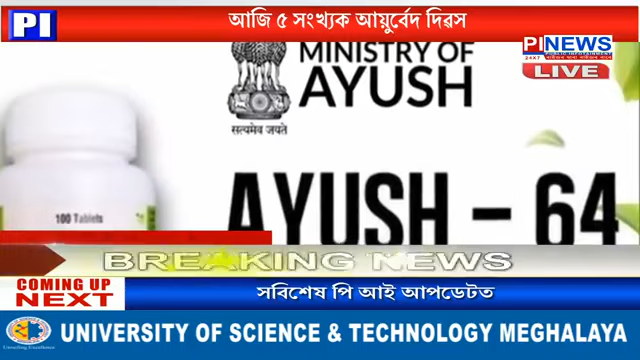 PI
আজি ৫ সংখ্যক আয়ুৰ্বেদ দিৱস
PI NEWS
24X7
LIVE
MINISTRY OF
AYUSH
सत्यमेव जयते
100 Tablets
AYUSH – 64
BREAKING NEWS
COMING UP
NEXT
সবিশেষ পি আই আপডেটত
UNIVERSITY OF SCIENCE & TECHNOLOGY MEGHALAYA